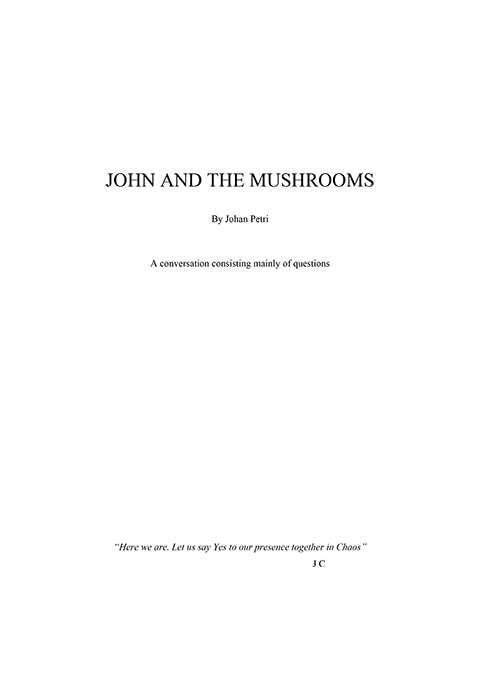 JOHN AND THE MUSHROOMS
By Johan Petri
A conversation consisting mainly of questions
“Here we are. Let us say Yes to our presence together in Chaos”
J C